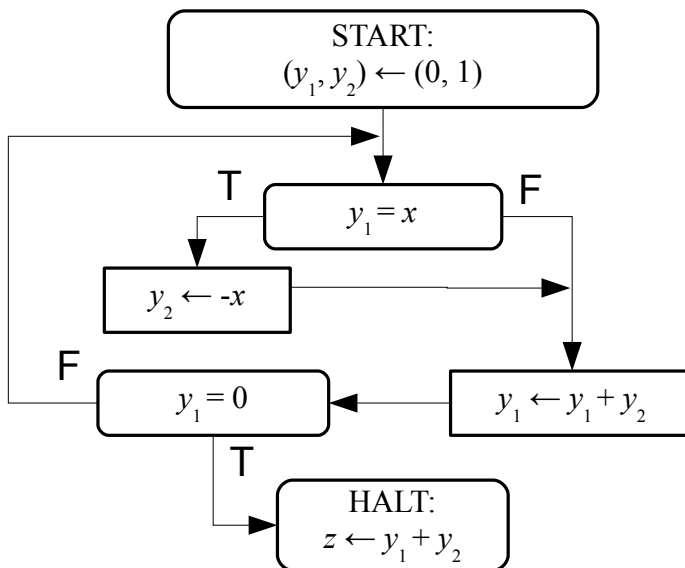 START:
(y₁, y₂) ← (0, 1)
T
F
y₁ = x
y₂ ← -x
F
y₁ = 0
y₁ ← y₁ + y₂
T
HALT:
z ← y₁ + y₂